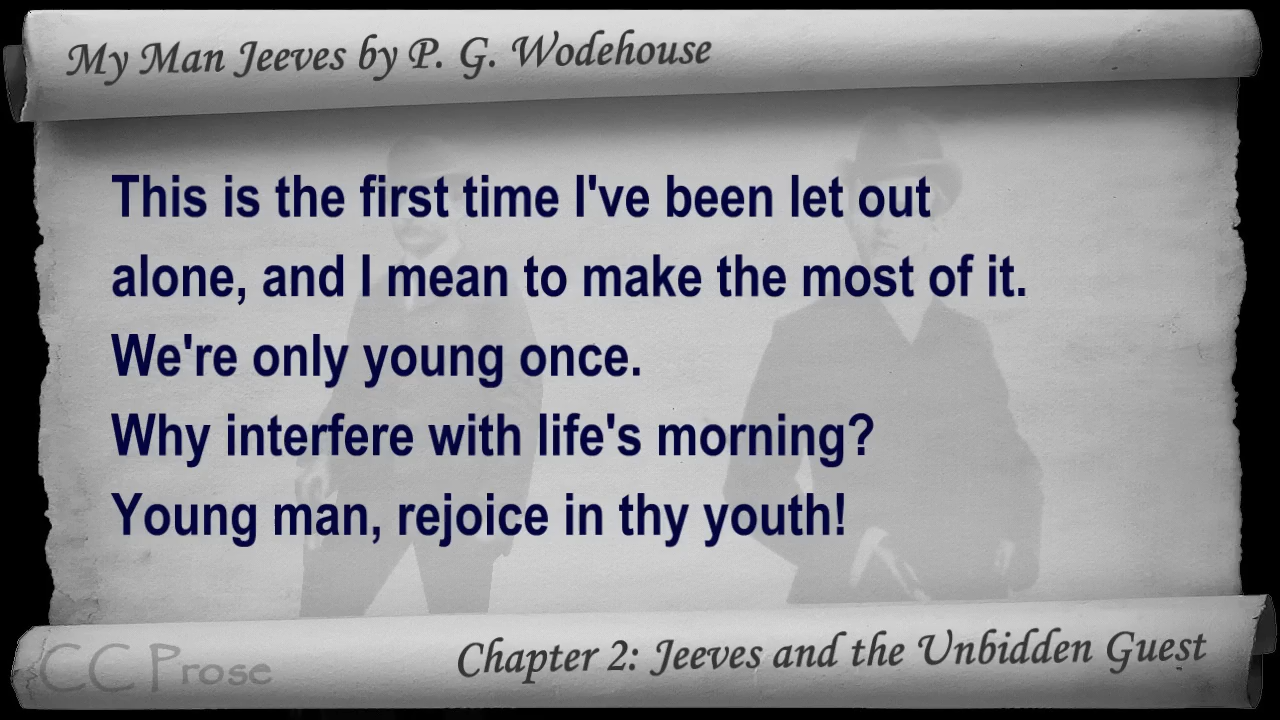 My Man Jeeves by P. G. Wodehouse
This is the first time I've been let out
alone, and I mean to make the most of it.
We're only young once.
Why interfere with life's morning?
Young man, rejoice in thy youth!
CC Prose
Chapter 2: Jeeves and the Unbidden Guest